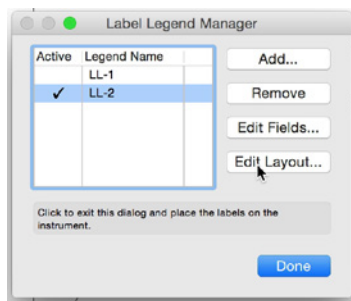 Label Legend Manager
Active Legend Name
LL-1
✓ LL-2
Add...
Remove
Edit Fields...
Edit Layout...
Click to exit this dialog and place the labels on the
instrument.
Done